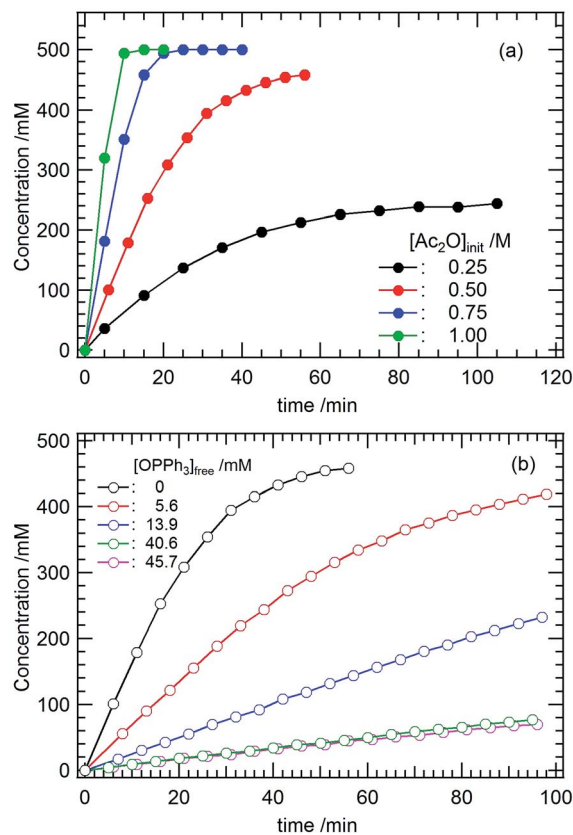 (a)
500
400
300
200
100
0
Concentration /mM
[Ac₂O]init /M
: 0.25
: 0.50
: 0.75
: 1.00
0 20 40 60 80 100 120
time /min
(b)
500
400
300
200
100
0
Concentration /mM
[OPPh₃]free /mM
: 0
: 5.6
: 13.9
: 40.6
: 45.7
0 20 40 60 80 100
time /min